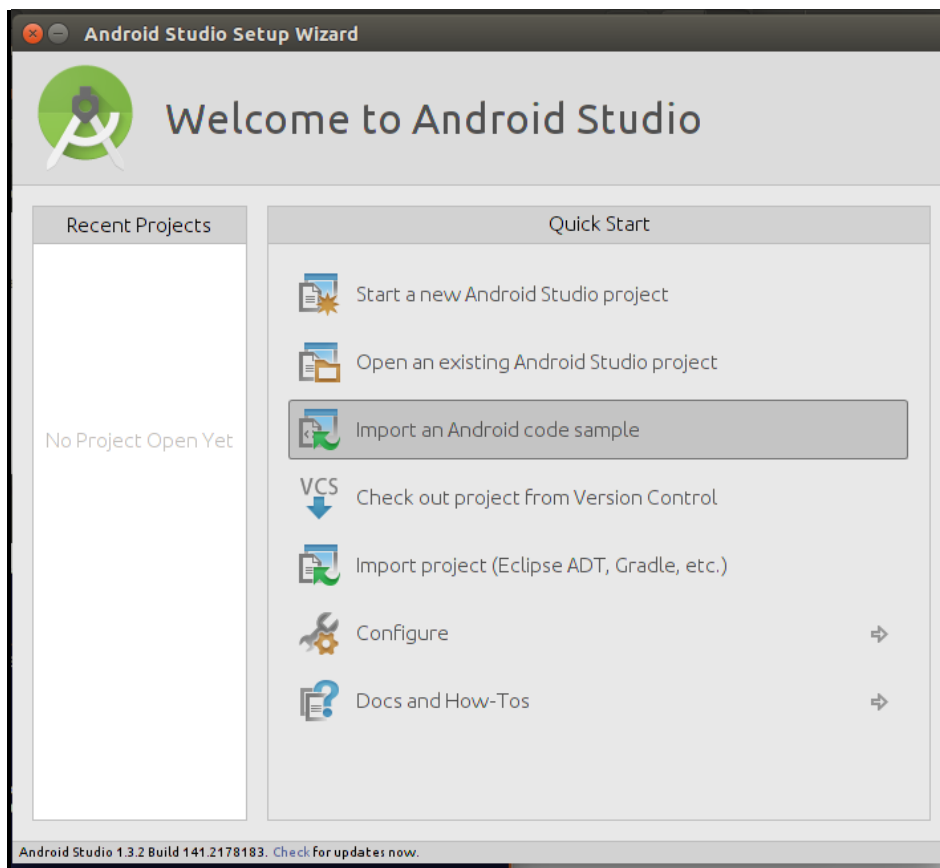 Android Studio Setup Wizard
Welcome to Android Studio
Recent Projects
No Project Open Yet
Quick Start
Start a new Android Studio project
Open an existing Android Studio project
Import an Android code sample
VCS
Check out project from Version Control
Import project (Eclipse ADT, Gradle, etc.)
Configure
Docs and How-Tos
Android Studio 1.3.2 Build 141.2178183. Check for updates now.